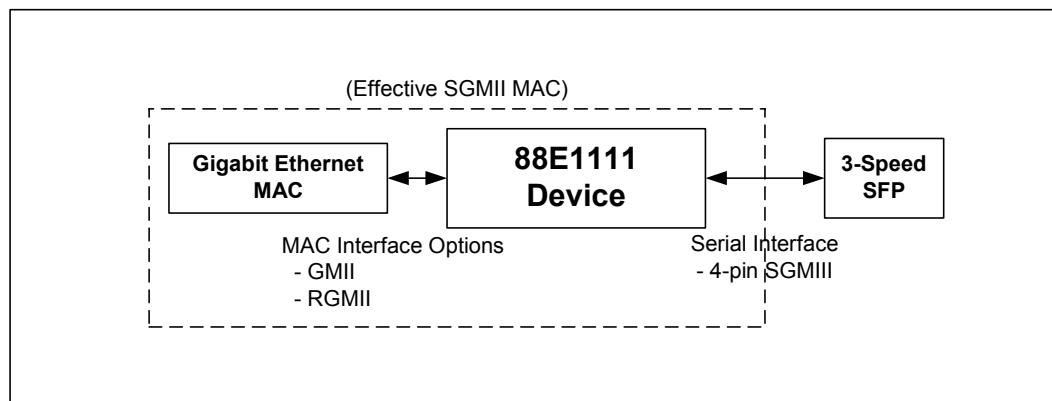 (Effective SGMII MAC)
Gigabit Ethernet
MAC
88E1111
Device
3-Speed
SFP
MAC Interface Options
- GMII
- RGMII
Serial Interface
- 4-pin SGMIII